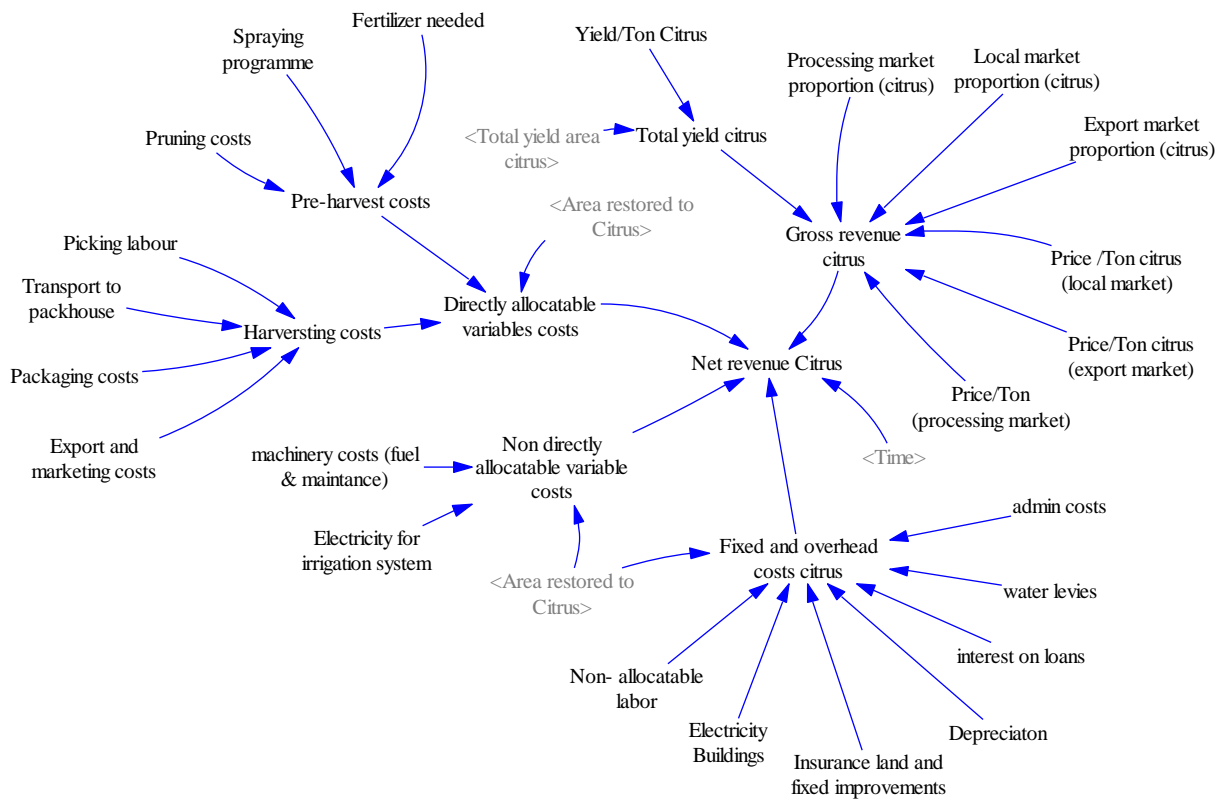 Fertilizer needed
Spraying
programme
Yield/Ton Citrus
Processing market
proportion (citrus)
Local market
proportion (citrus)
Pruning costs
<Total yield area
citrus>
Total yield citrus
Export market
proportion (citrus)
Pre-harvest costs
<Area restored to
Citrus>
Gross revenue
citrus
Picking labour
Price /Ton citrus
(local market)
Transport to
packhouse
Harversting costs
Directly allocatable
variables costs
Packaging costs
Net revenue Citrus
Price/Ton citrus
(export market)
Price/Ton
(processing market)
Export and
marketing costs
machinery costs (fuel
& maintance)
Non directly
allocatable variable
costs
<Time>
Electricity for
irrigation system
admin costs
<Area restored to
Citrus>
Fixed and overhead
costs citrus
water levies
interest on loans
Non- allocatable
labor
Electricity
Buildings
Insurance land and
fixed improvements
Depreciaton